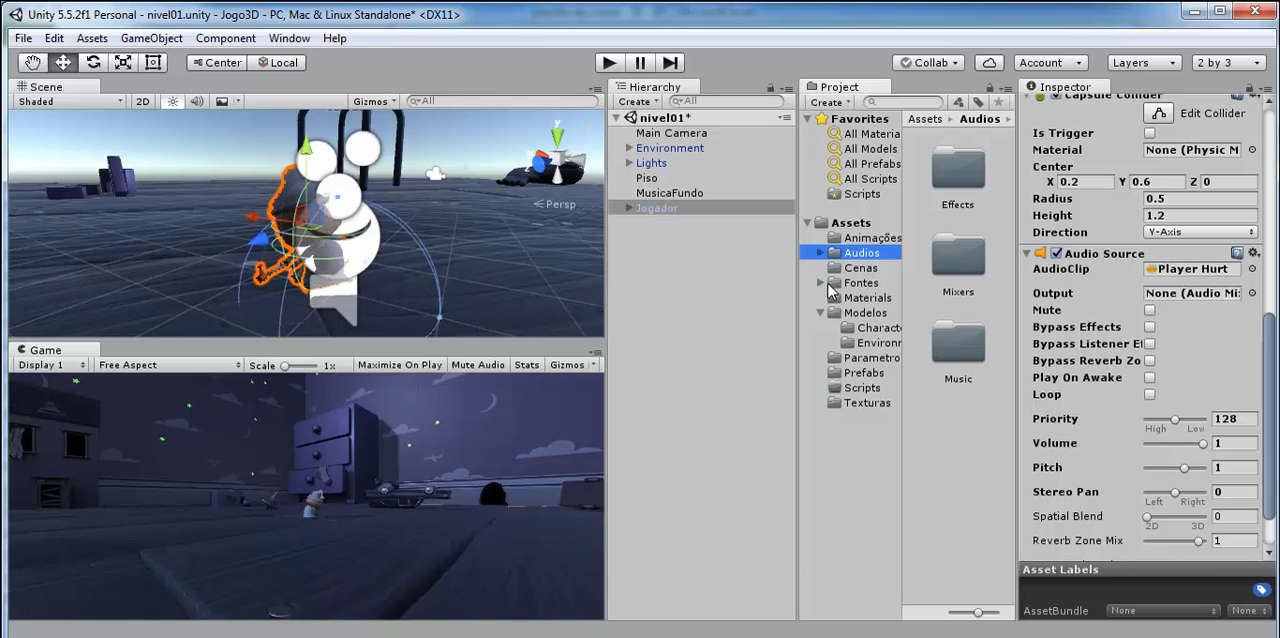 Unity 5.5.2f1 Personal - nivel01.unity - Jogo3D - PC, Mac & Linux Standalone* <DX11>
File Edit Assets GameObject Component Window Help
Center Local Collab Account Layers 2 by 3
Scene
Shaded 2D Gizmos All
y
Persp
Game
Display 1 Free Aspect Scale 1x Maximize On Play Mute Audio Stats Gizmos
Hierarchy
Create All
nivel01*
Main Camera
Environment
Lights
Piso
MusicaFundo
Jogador
Project
Create
Favorites
All Materia
All Models
All Prefabs
All Scripts
Scripts
Assets
Animações
Audios
Cenas
Fontes
Materials
Modelos
Charact
Environ
Parametro
Prefabs
Scripts
Texturas
Assets Audios
Effects
Mixers
Music
Inspector
Capsule Collider
Edit Collider
Is Trigger
Material None (Physic M
Center
X 0.2 Y 0.6 Z 0
Radius 0.5
Height 1.2
Direction Y-Axis
Audio Source
AudioClip Player Hurt
Output None (Audio Mi
Mute
Bypass Effects
Bypass Listener Ef
Bypass Reverb Zo
Play On Awake
Loop
Priority 128
High Low
Volume 1
Pitch 1
Stereo Pan 0
Left Right
Spatial Blend 0
2D 3D
Reverb Zone Mix 1
Asset Labels
AssetBundle None None